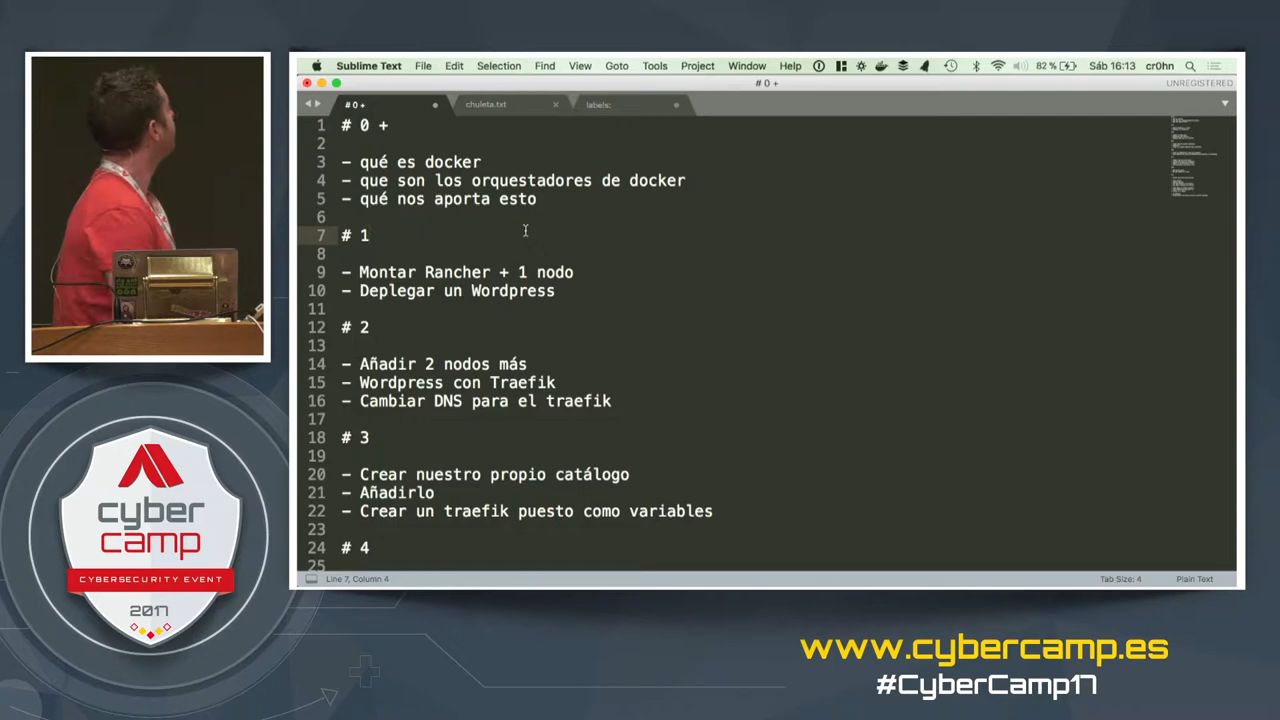 Sublime Text File Edit Selection Find View Goto Tools Project Window Help 82 % Sáb 16:13 cr0hn
# 0 + UNREGISTERED
# 0 + chuleta.txt labels:
1 # 0 +
2
3 - qué es docker
4 - que son los orquestadores de docker
5 - qué nos aporta esto
6
7 # 1
8
9 - Montar Rancher + 1 nodo
10 - Deplegar un Wordpress
11
12 # 2
13
14 - Añadir 2 nodos más
15 - Wordpress con Traefik
16 - Cambiar DNS para el traefik
17
18 # 3
19
20 - Crear nuestro propio catálogo
21 - Añadirlo
22 - Crear un traefik puesto como variables
23
24 # 4
25
Line 7, Column 4 Tab Size: 4 Plain Text
cyber
camp
CYBERSECURITY EVENT
2017
www.cybercamp.es
#CyberCamp17